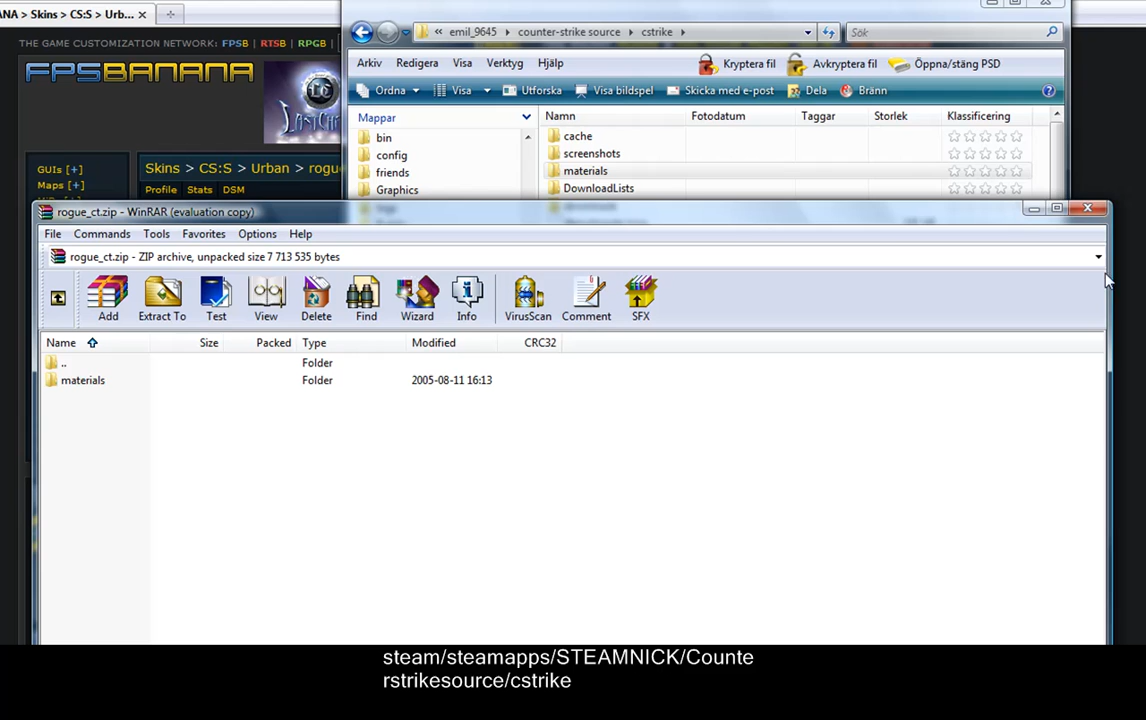 ANA > Skins > CS:S > Urb...
THE GAME CUSTOMIZATION NETWORK: FPSB | RTSB | RPGB |
FPSBANANA
GUIs [+]
Maps [+]
Skins > CS:S > Urban > rogu
Profile Stats DSM
« emil_9645 counter-strike source cstrike
Sök
Arkiv Redigera Visa Verktyg Hjälp
Kryptera fil Avkryptera fil Öppna/stäng PSD
Ordna Visa Utforska Visa bildspel Skicka med e-post Dela Bränn
Mappar
bin
config
friends
Graphics
Namn Fotodatum Taggar Storlek Klassificering
cache
screenshots
materials
DownloadLists
rogue_ct.zip - WinRAR (evaluation copy)
File Commands Tools Favorites Options Help
rogue_ct.zip - ZIP archive, unpacked size 7 713 535 bytes
Add Extract To Test View Delete Find Wizard Info VirusScan Comment SFX
Name Size Packed Type Modified CRC32
.. Folder
materials Folder 2005-08-11 16:13
steam/steamapps/STEAMNICK/Counte
rstrikesource/cstrike